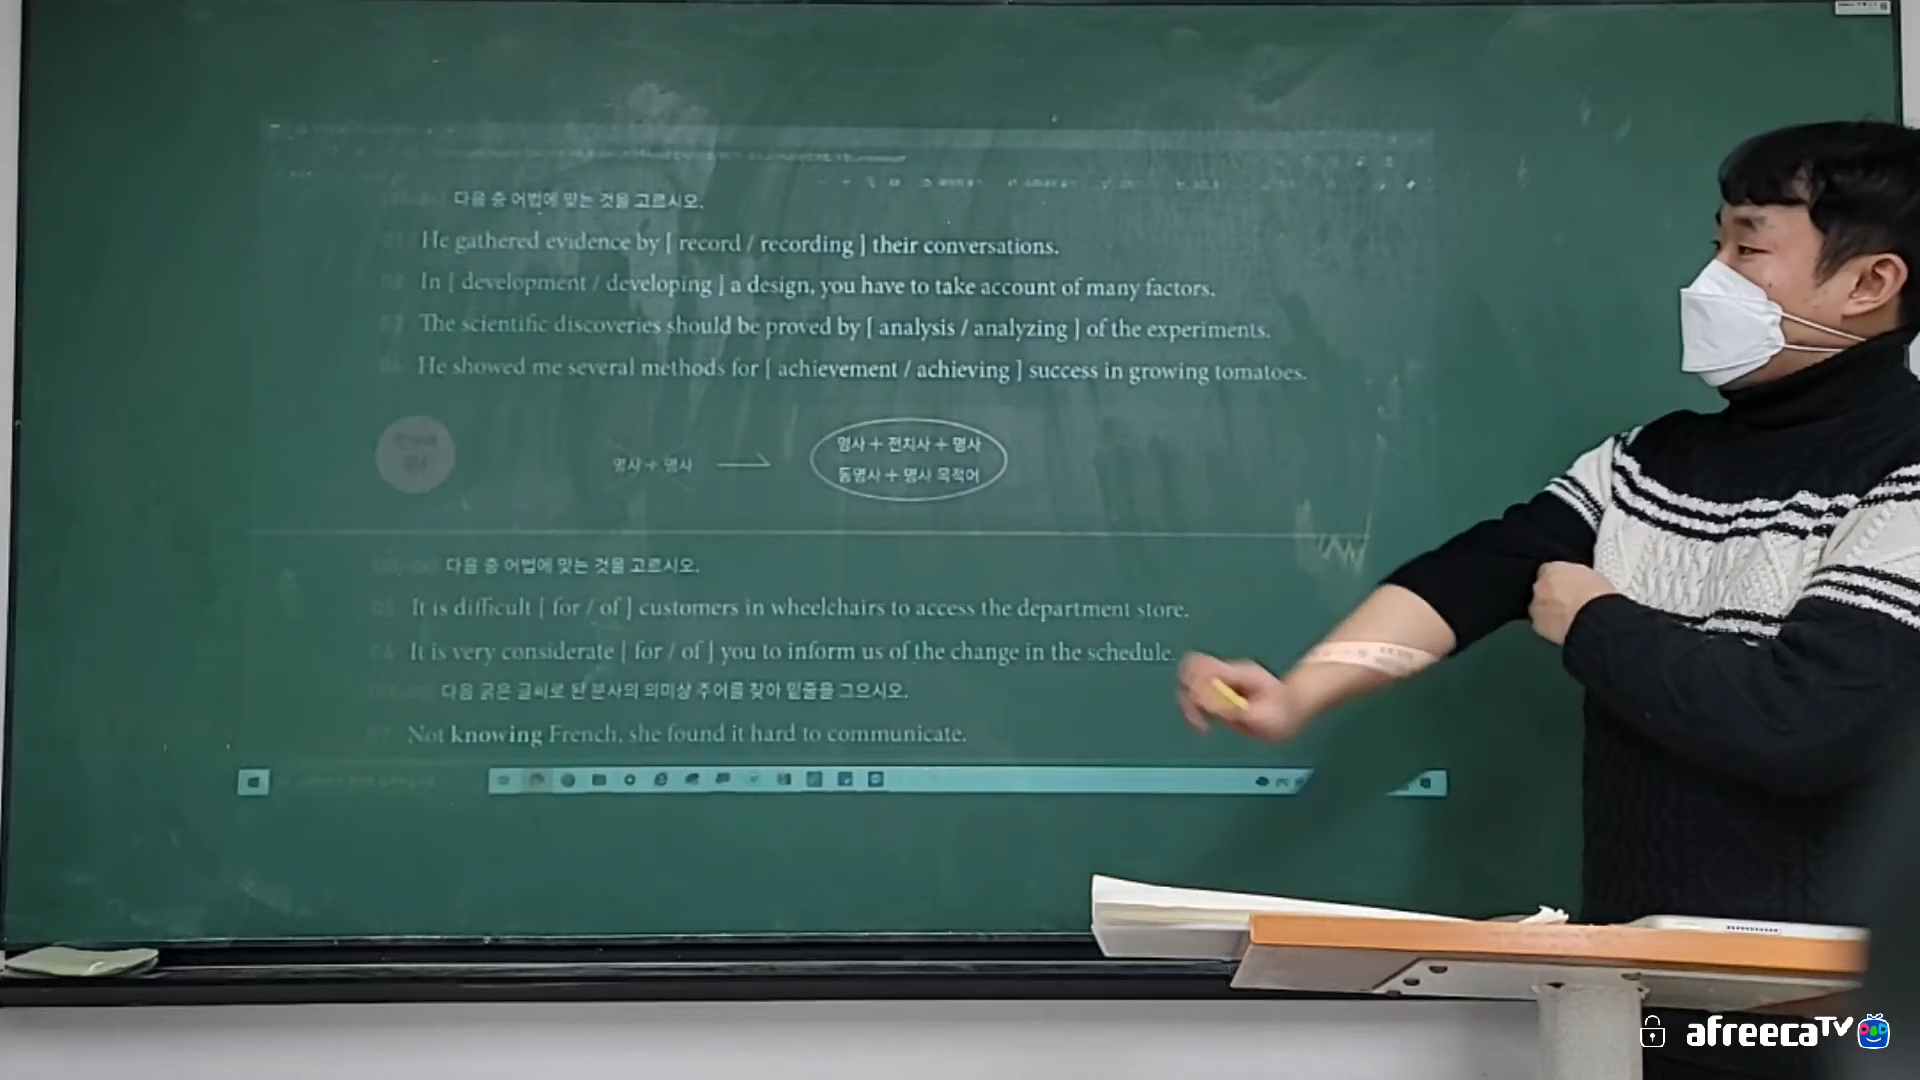 다음 중 어법에 맞는 것을 고르시오.
01 He gathered evidence by [ record / recording ] their conversations.
02 In [ development / developing ] a design, you have to take account of many factors.
03 The scientific discoveries should be proved by [ analysis / analyzing ] of the experiments.
04 He showed me several methods for [ achievement / achieving ] success in growing tomatoes.
명사 + 명사
명사 + 전치사 + 명사
동명사 + 명사 목적어
다음 중 어법에 맞는 것을 고르시오.
05 It is difficult [ for / of ] customers in wheelchairs to access the department store.
06 It is very considerate [ for / of ] you to inform us of the change in the schedule.
다음 굵은 글씨로 된 분사의 의미상 주어를 찾아 밑줄을 그으시오.
07 Not knowing French, she found it hard to communicate.
afreecaTV